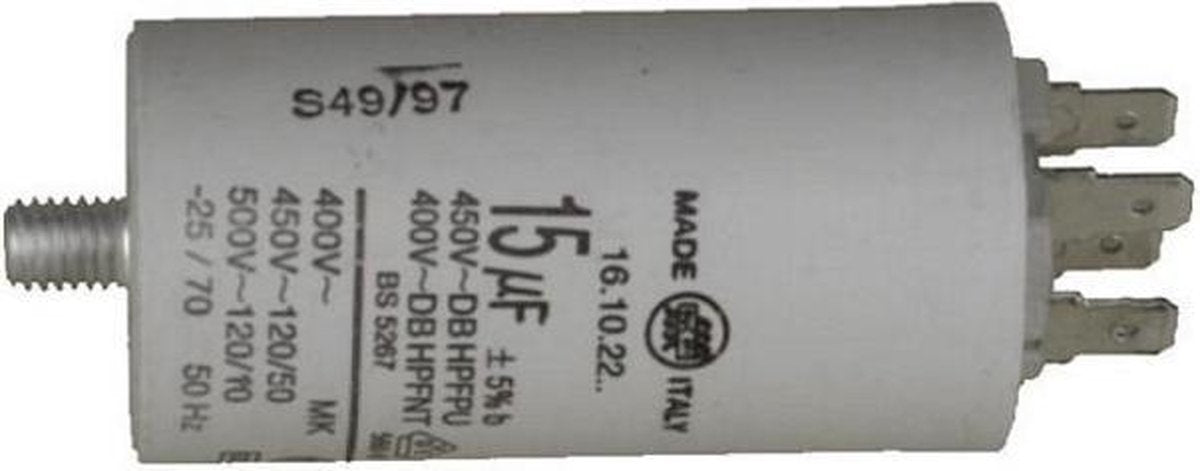 S49/97
MADE ITALY
16.10.22..
15 µF ± 5% b
450V~DB HPFPU
400V~DB HPFNT
BS 5267
400V~ MK
450V~120/50
500V~120/10
-25 / 70 50 Hz